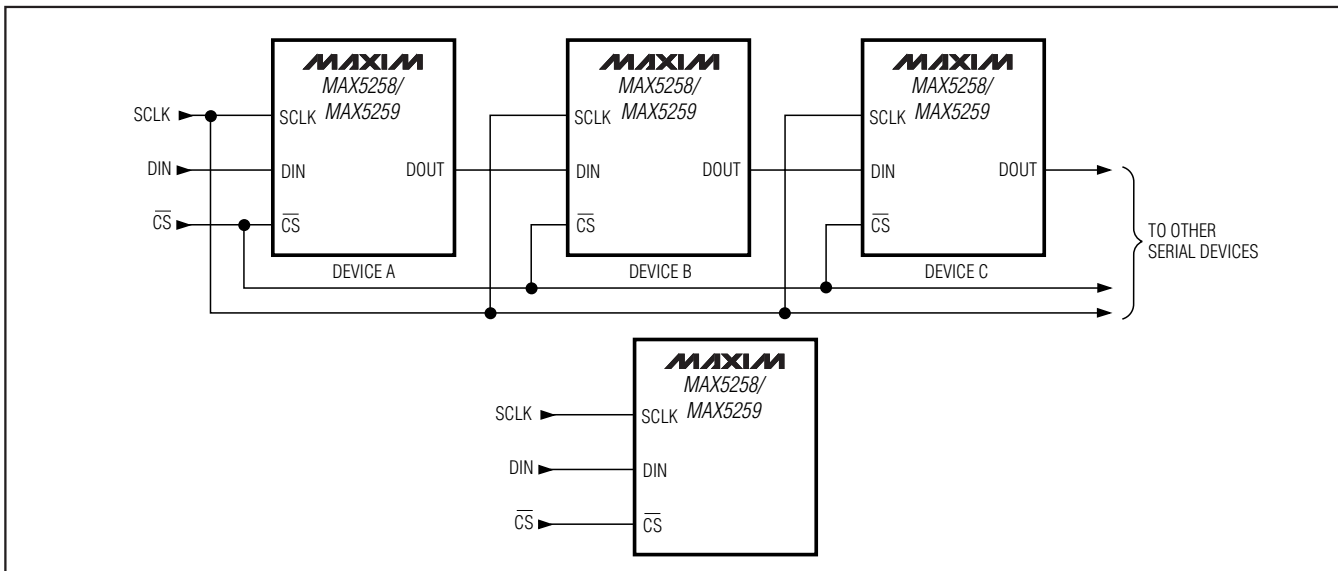 MAXIM
MAX5258/
MAX5259
SCLK
DIN
CS
SCLK
DIN
CS
DOUT
DEVICE A
MAXIM
MAX5258/
MAX5259
SCLK
DIN
CS
DOUT
DEVICE B
MAXIM
MAX5258/
MAX5259
SCLK
DIN
CS
DOUT
DEVICE C
TO OTHER
SERIAL DEVICES
MAXIM
MAX5258/
MAX5259
SCLK
DIN
CS
SCLK
DIN
CS